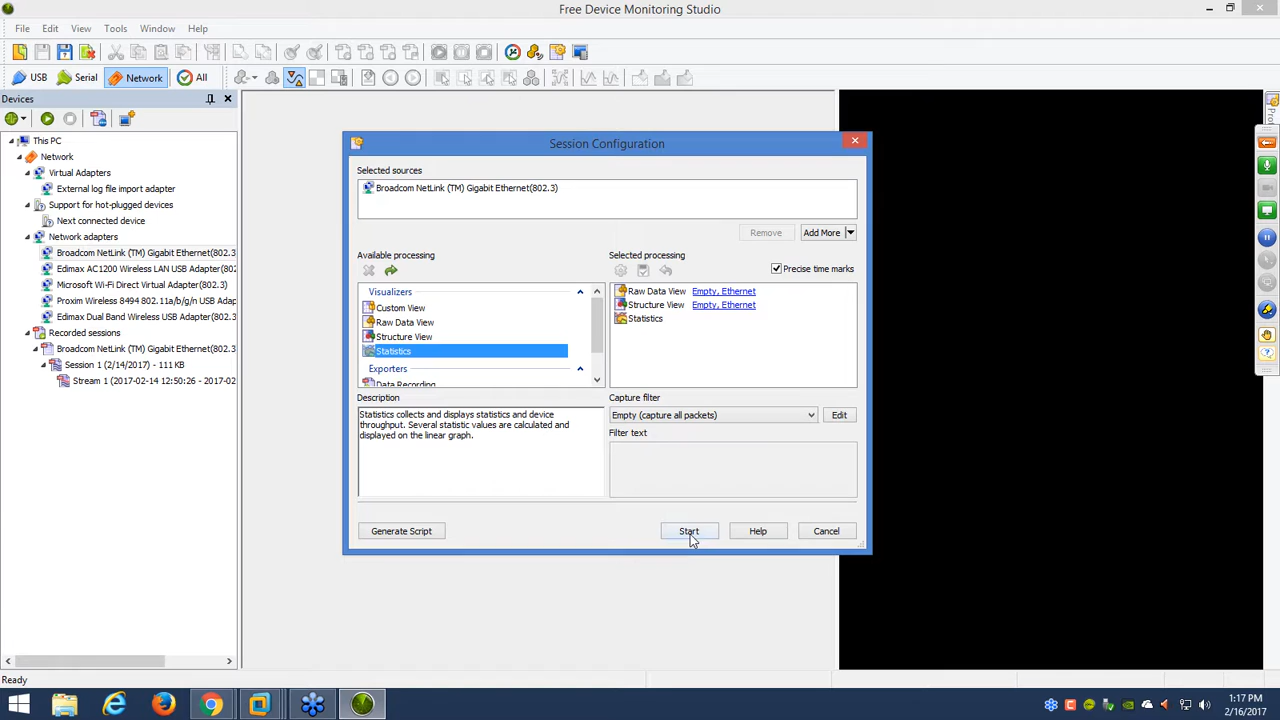 Free Device Monitoring Studio
File Edit View Tools Window Help
USB Serial Network All
Devices
This PC
Network
Virtual Adapters
External log file import adapter
Support for hot-plugged devices
Next connected device
Network adapters
Broadcom NetLink (TM) Gigabit Ethernet(802.3
Edimax AC1200 Wireless LAN USB Adapter(802
Microsoft Wi-Fi Direct Virtual Adapter(802.3)
Proxim Wireless 8494 802.11a/b/g/n USB Adap
Edimax Dual Band Wireless USB Adapter(802.
Recorded sessions
Broadcom NetLink (TM) Gigabit Ethernet(802.3
Session 1 (2/14/2017) - 111 KB
Stream 1 (2017-02-14 12:50:26 - 2017-02
Session Configuration
Selected sources
Broadcom NetLink (TM) Gigabit Ethernet(802.3)
Remove Add More
Available processing
Visualizers
Custom View
Raw Data View
Structure View
Statistics
Exporters
Data Recording
Selected processing
Precise time marks
Raw Data View Empty, Ethernet
Structure View Empty, Ethernet
Statistics
Description
Statistics collects and displays statistics and device
throughput. Several statistic values are calculated and
displayed on the linear graph.
Capture filter
Empty (capture all packets) Edit
Filter text
Generate Script Start Help Cancel
Ready
1:17 PM
2/16/2017